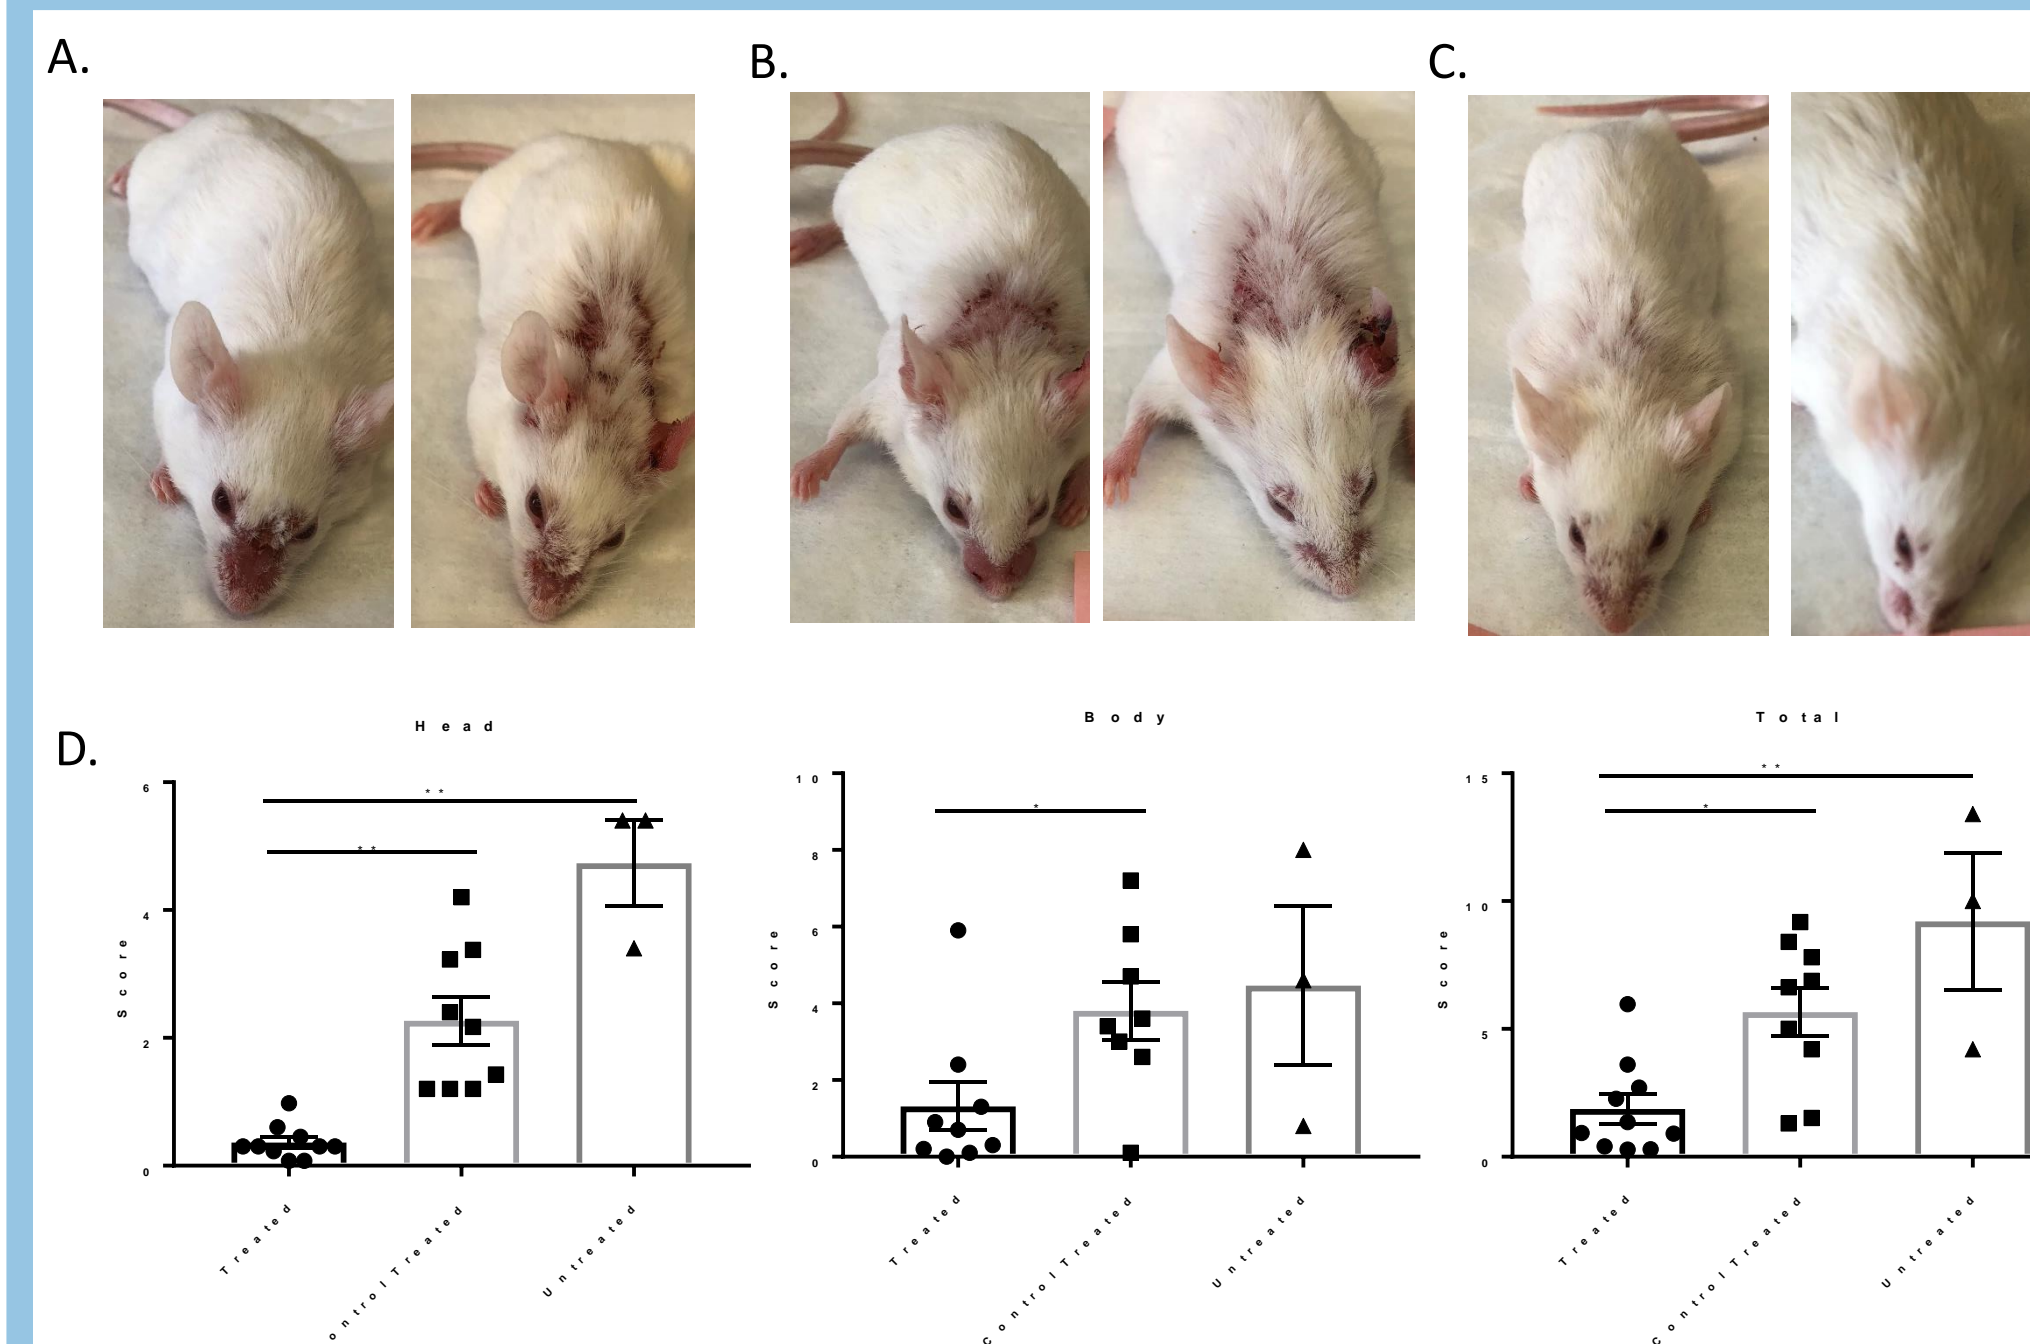 A.
B.
C.
D.
Head
6
4
2
0
Score
**
**
Treated
ontrol Treated
Untreated
Body
10
8
6
4
2
0
Score
*
Treated
Control Treated
Untreated
Total
15
10
5
0
Score
**
*
Treated
Control Treated
Untreated